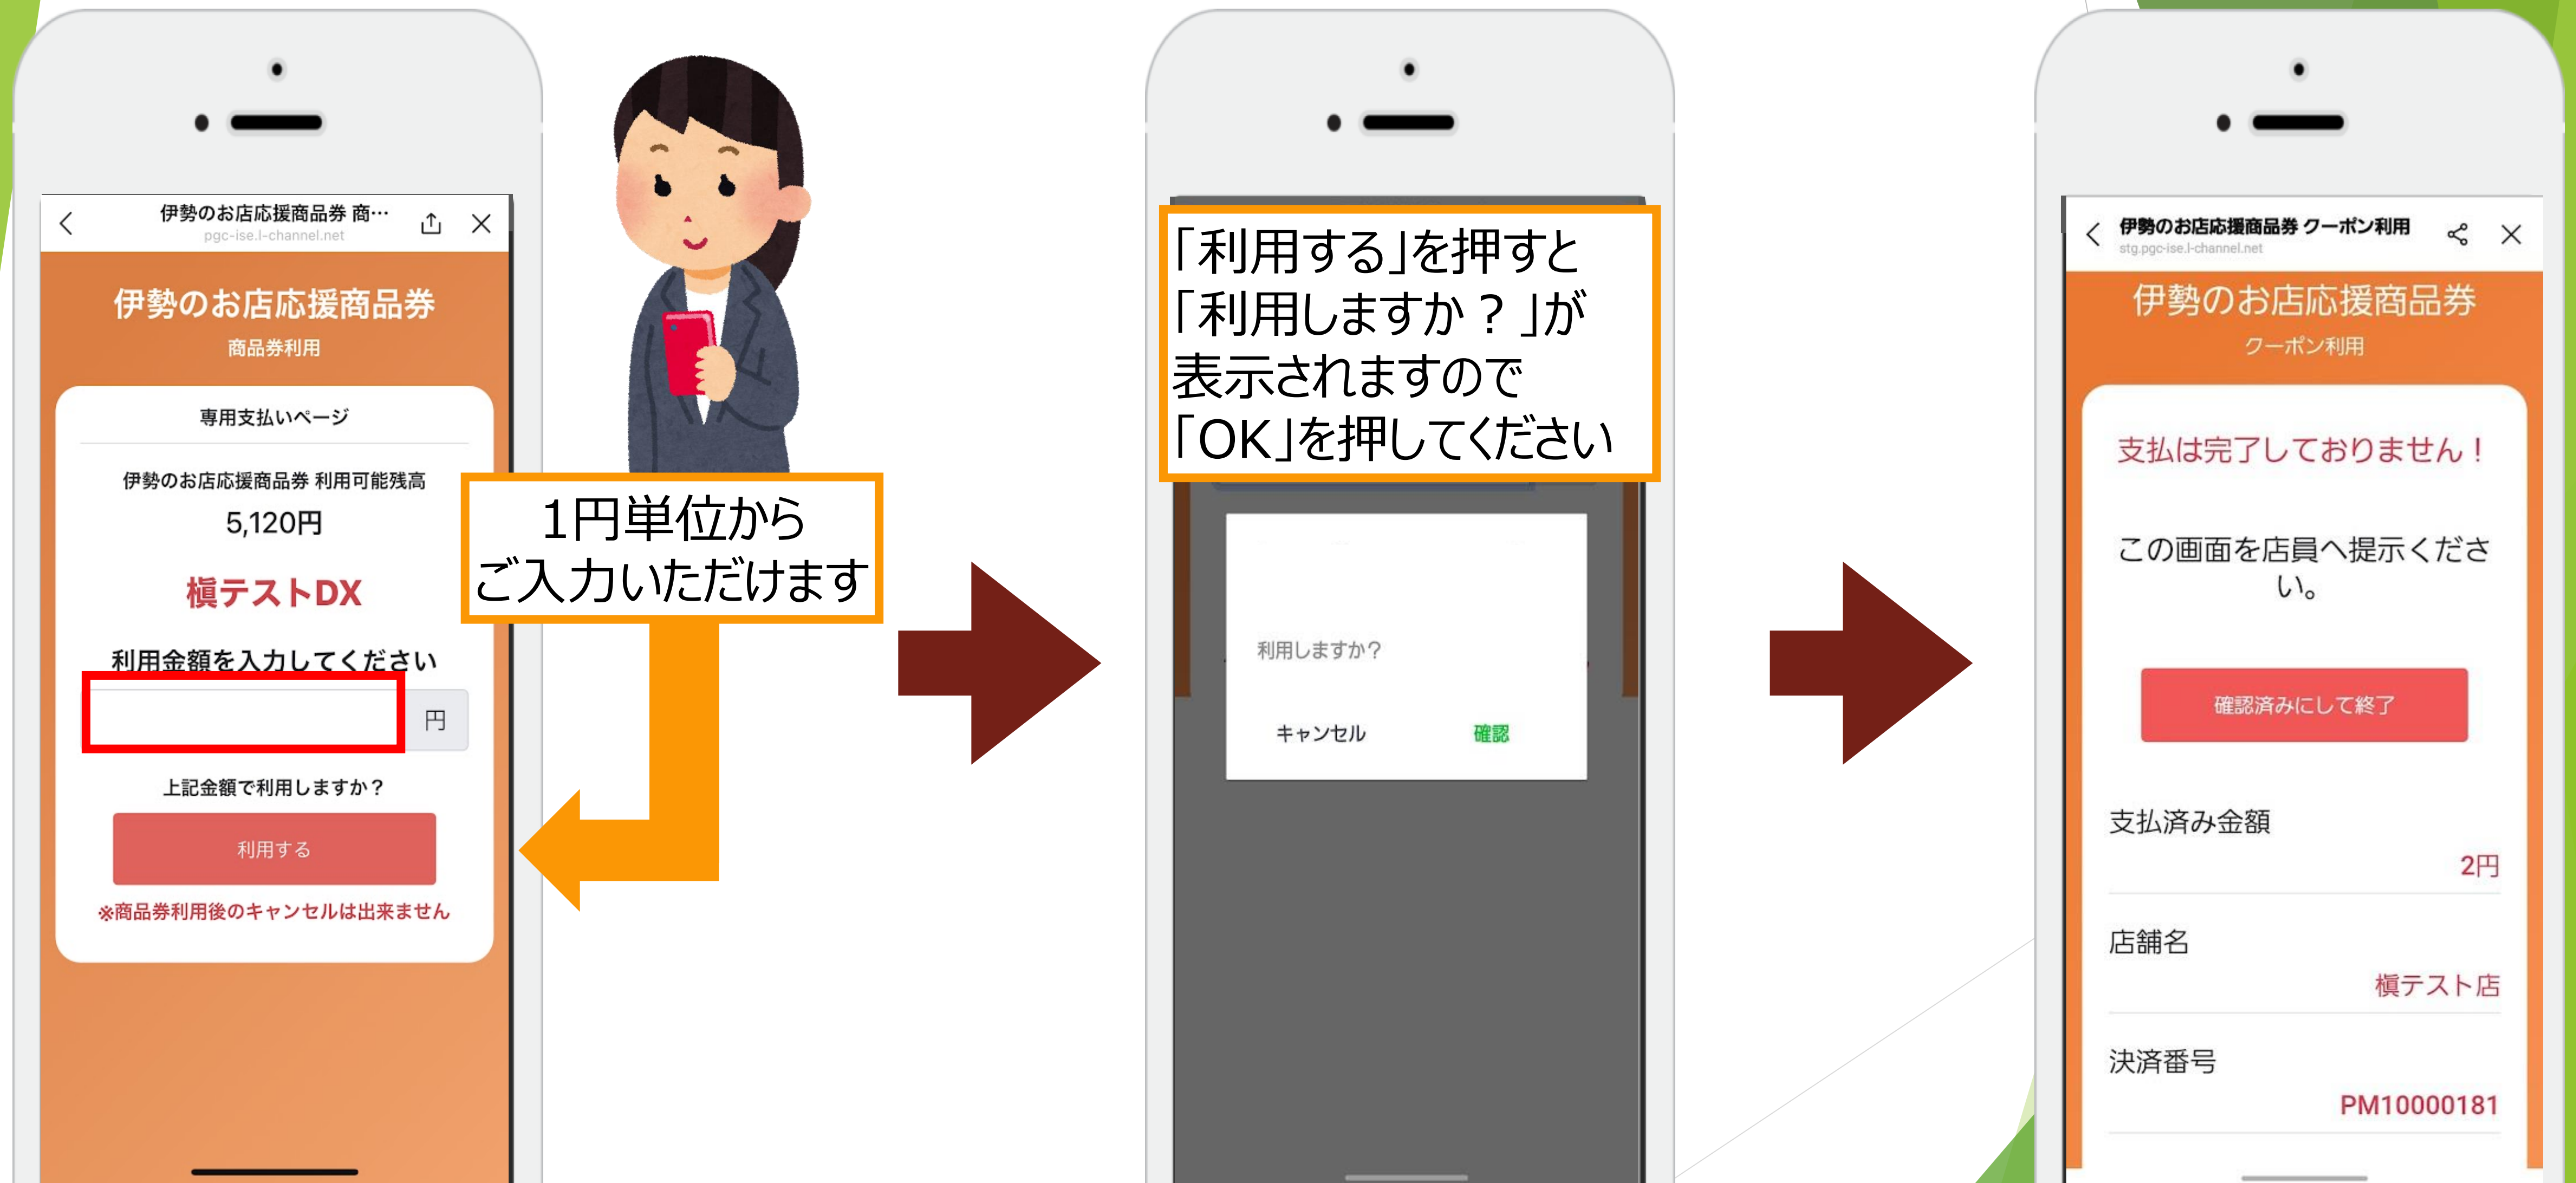 伊勢のお店応援商品券 商…
pgc-ise.l-channel.net
伊勢のお店応援商品券
商品券利用
専用支払いページ
伊勢のお店応援商品券 利用可能残高
5,120円
槇テストDX
利用金額を入力してください
円
上記金額で利用しますか？
利用する
※商品券利用後のキャンセルは出来ません
1円単位から
ご入力いただけます
「利用する」を押すと
「利用しますか？」が
表示されますので
「OK」を押してください
利用しますか?
キャンセル 確認
伊勢のお店応援商品券 クーポン利用
stg.pgc-ise.l-channel.net
伊勢のお店応援商品券
クーポン利用
支払は完了しておりません！
この画面を店員へ提示くださ
い。
確認済みにして終了
支払済み金額
2円
店舗名
槇テスト店
決済番号
PM10000181